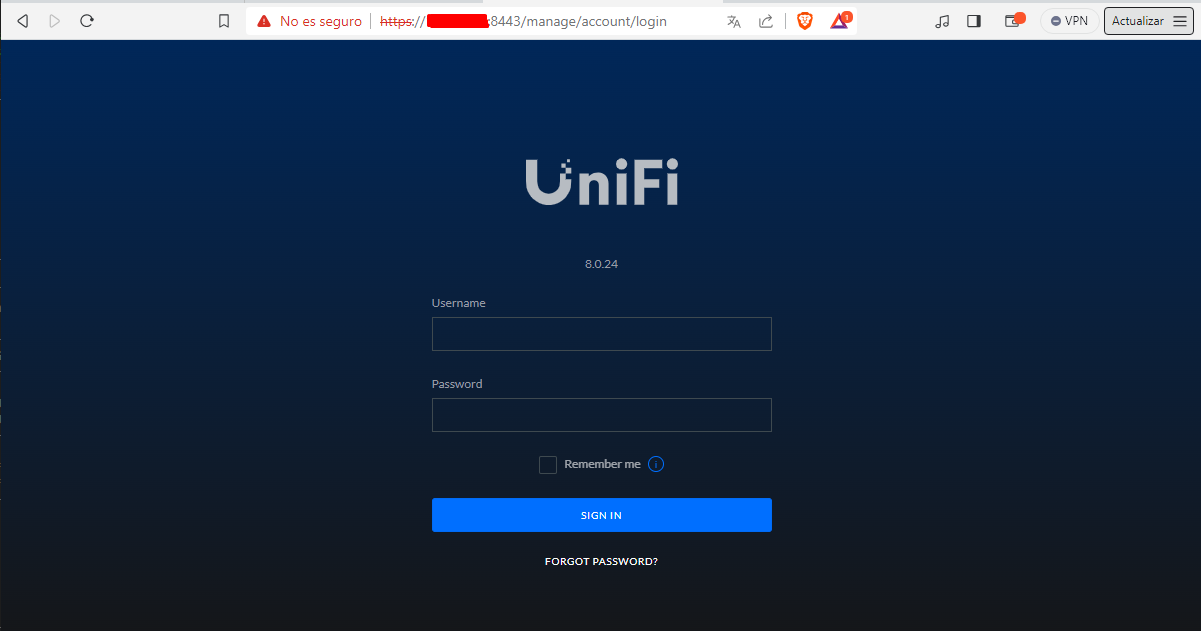 No es seguro https:// :8443/manage/account/login 1 VPN Actualizar
UniFi
8.0.24
Username
Password
Remember me
SIGN IN
FORGOT PASSWORD?